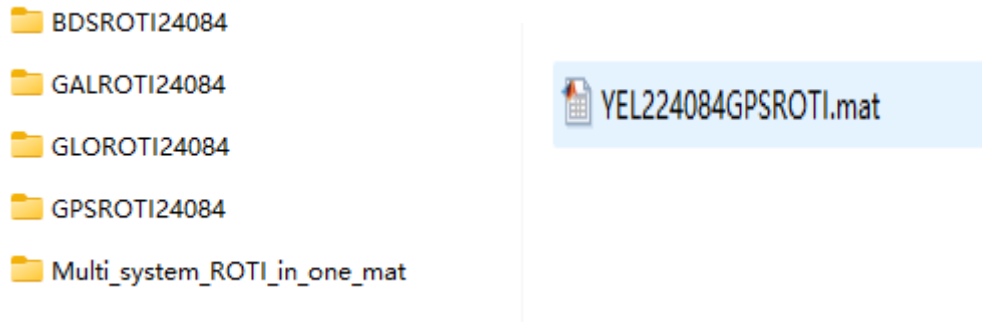 BDSROTI24084
GALROTI24084
GLOROTI24084
GPSROTI24084
Multi_system_ROTI_in_one_mat
YEL224084GPSROTI.mat